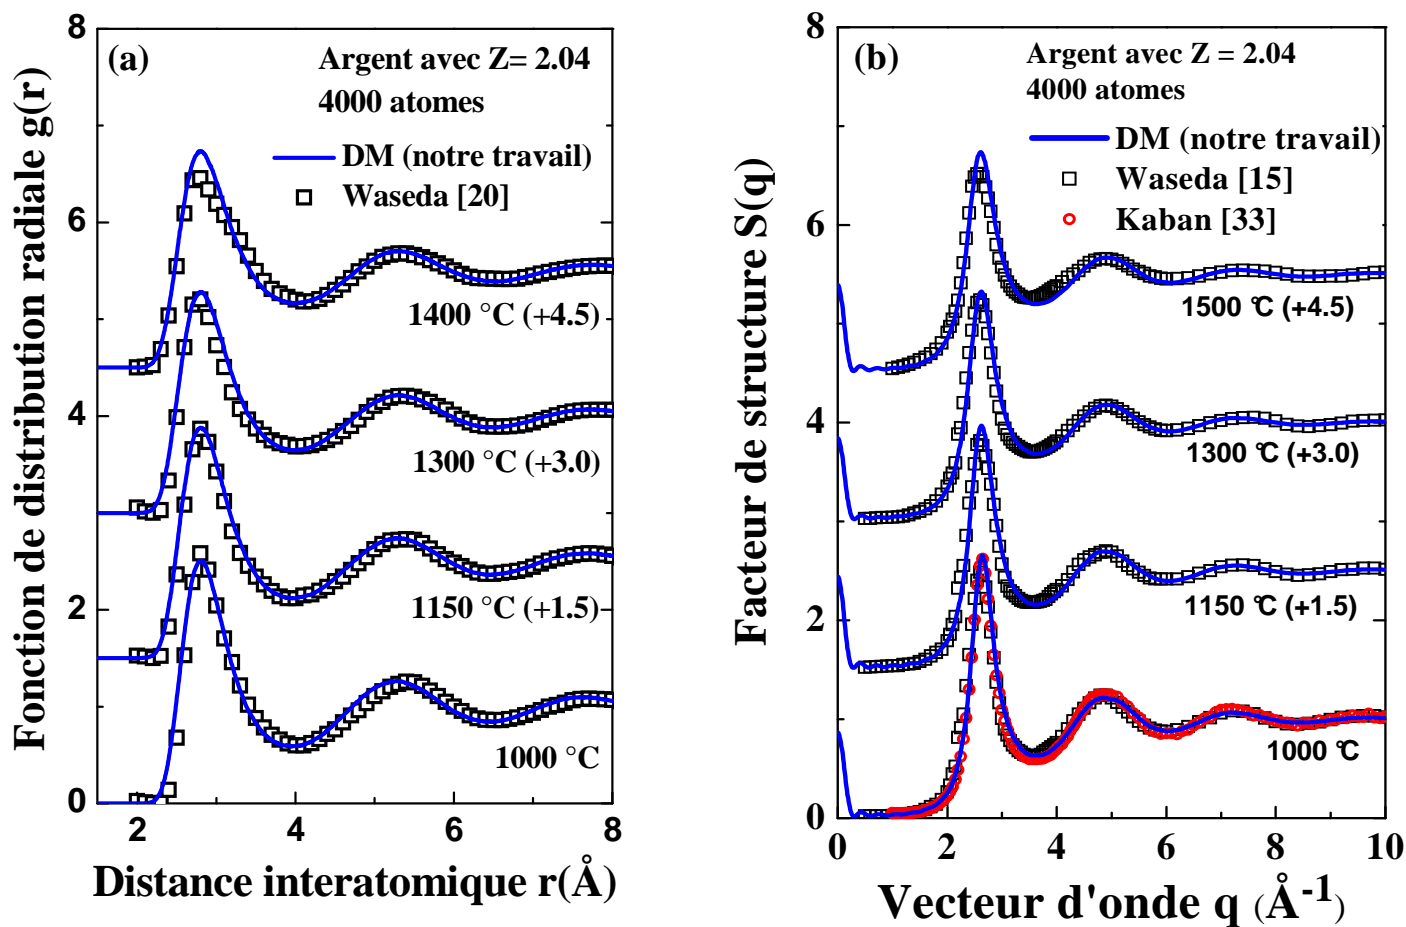 (a)
Argent avec Z= 2.04
4000 atomes
DM (notre travail)
Waseda [20]
1400 °C (+4.5)
1300 °C (+3.0)
1150 °C (+1.5)
1000 °C
8
6
4
2
0
2 4 6 8
Fonction de distribution radiale g(r)
Distance interatomique r(Å)
(b)
Argent avec Z = 2.04
4000 atomes
DM (notre travail)
Waseda [15]
Kaban [33]
1500 °C (+4.5)
1300 °C (+3.0)
1150 °C (+1.5)
1000 °C
8
6
4
2
0
0 2 4 6 8 10
Facteur de structure S(q)
Vecteur d'onde q (Å-1)